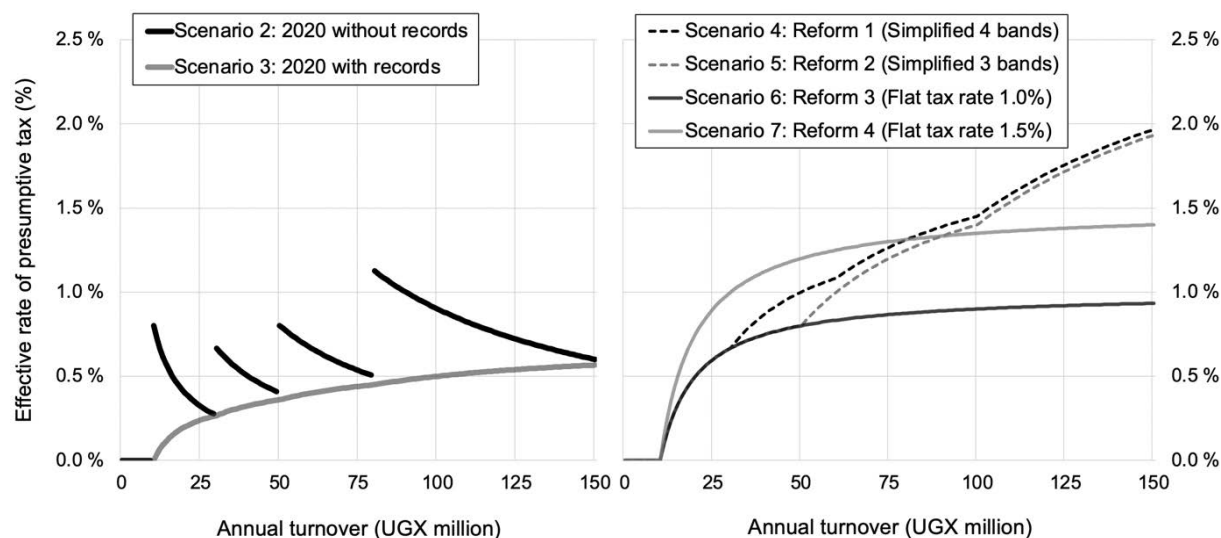 Scenario 2: 2020 without records
Scenario 3: 2020 with records
Effective rate of presumptive tax (%)
2.5 %
2.0 %
1.5 %
1.0 %
0.5 %
0.0 %
0 25 50 75 100 125 150
Annual turnover (UGX million)
Scenario 4: Reform 1 (Simplified 4 bands)
Scenario 5: Reform 2 (Simplified 3 bands)
Scenario 6: Reform 3 (Flat tax rate 1.0%)
Scenario 7: Reform 4 (Flat tax rate 1.5%)
2.5 %
2.0 %
1.5 %
1.0 %
0.5 %
0.0 %
0 25 50 75 100 125 150
Annual turnover (UGX million)